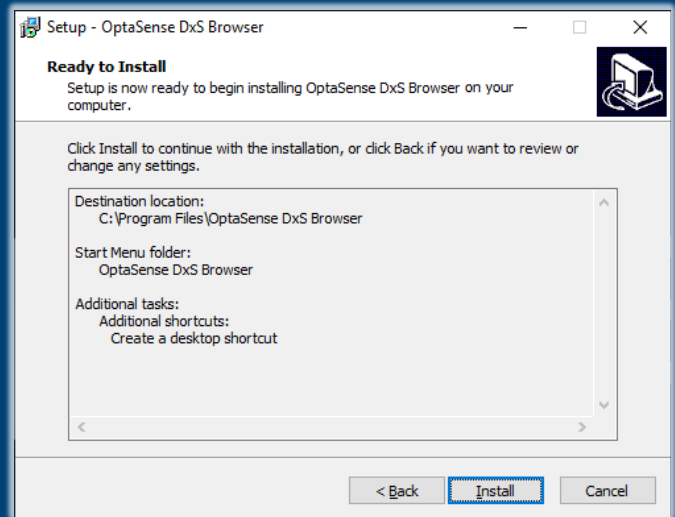 Setup - OptaSense DxS Browser
Ready to Install
Setup is now ready to begin installing OptaSense DxS Browser on your
computer.
Click Install to continue with the installation, or click Back if you want to review or
change any settings.
Destination location:
C:\Program Files\OptaSense DxS Browser
Start Menu folder:
OptaSense DxS Browser
Additional tasks:
Additional shortcuts:
Create a desktop shortcut
< Back
Install
Cancel